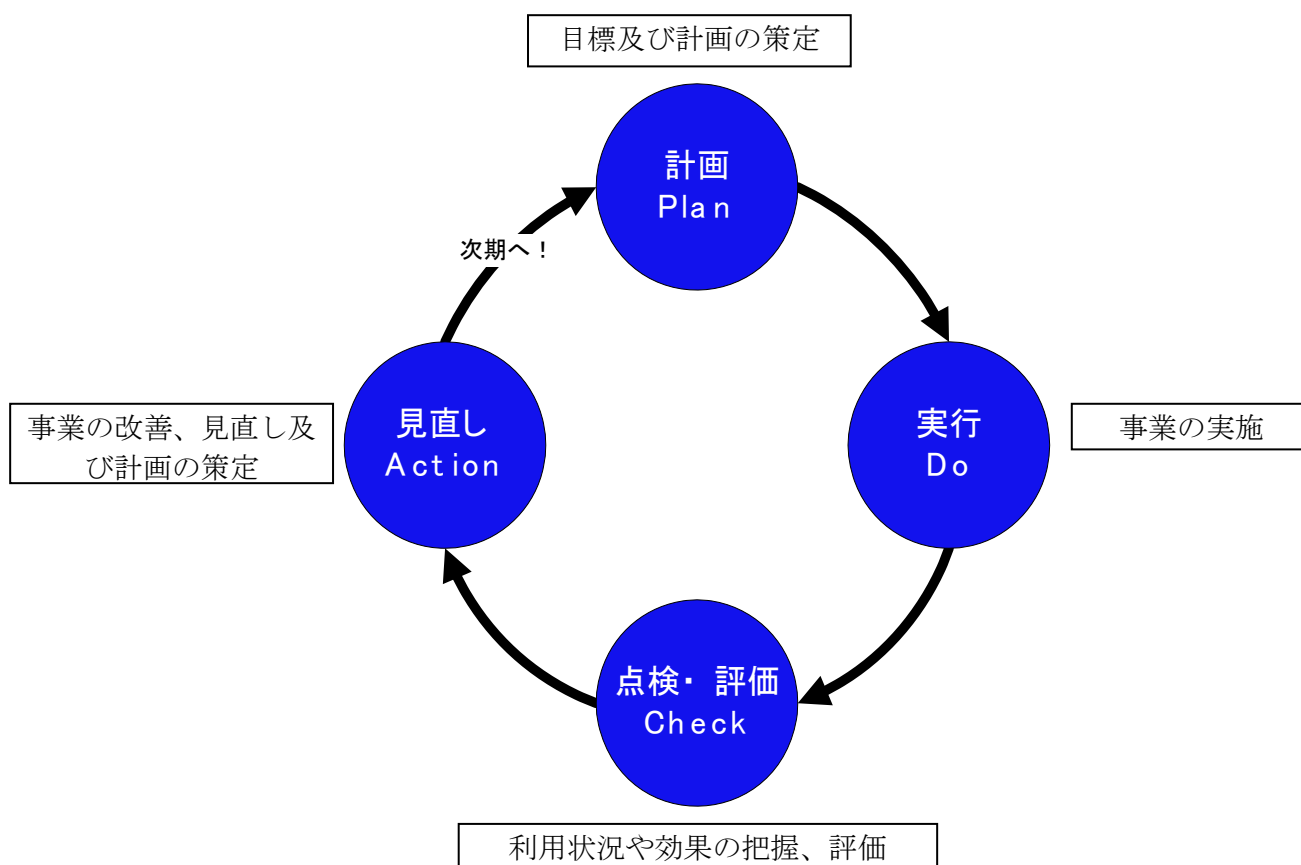 目標及び計画の策定
計画
Plan
次期へ！
事業の改善、見直し及
び計画の策定
見直し
Action
実行
Do
事業の実施
点検・評価
Check
利用状況や効果の把握、評価